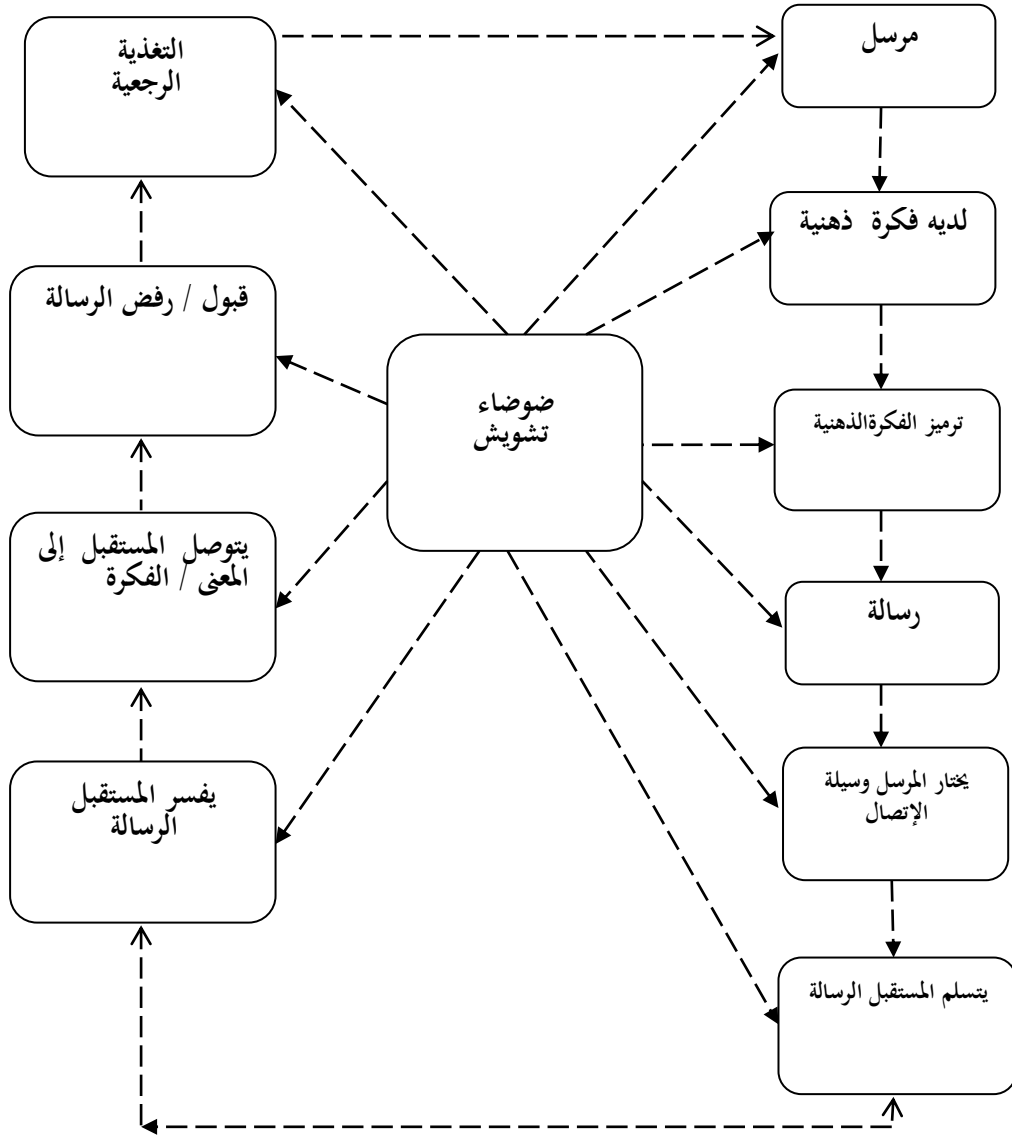 مرسل
لديه فكرة ذهنية
ترميز الفكرةالذهنية
رسالة
يختار المرسل وسيلة
الإتصال
يتسلم المستقبل الرسالة
ضوضاء
تشويش
التغذية
الرجعية
قبول / رفض الرسالة
يتوصل المستقبل إلى
المعنى / الفكرة
يفسر المستقبل
الرسالة